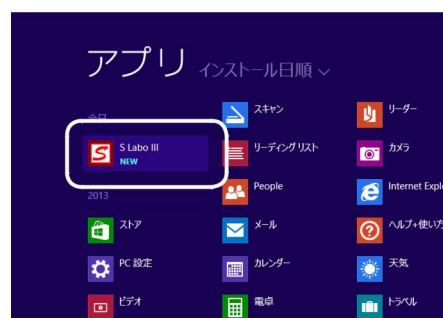 アプリ インストール日順
今日
S Labo III
NEW
2013
ストア
PC 設定
ビデオ
スキャン
リーディング リスト
People
メール
カレンダー
電卓
リーダー
カメラ
Internet Explo
ヘルプ+使い方
天気
トラベル